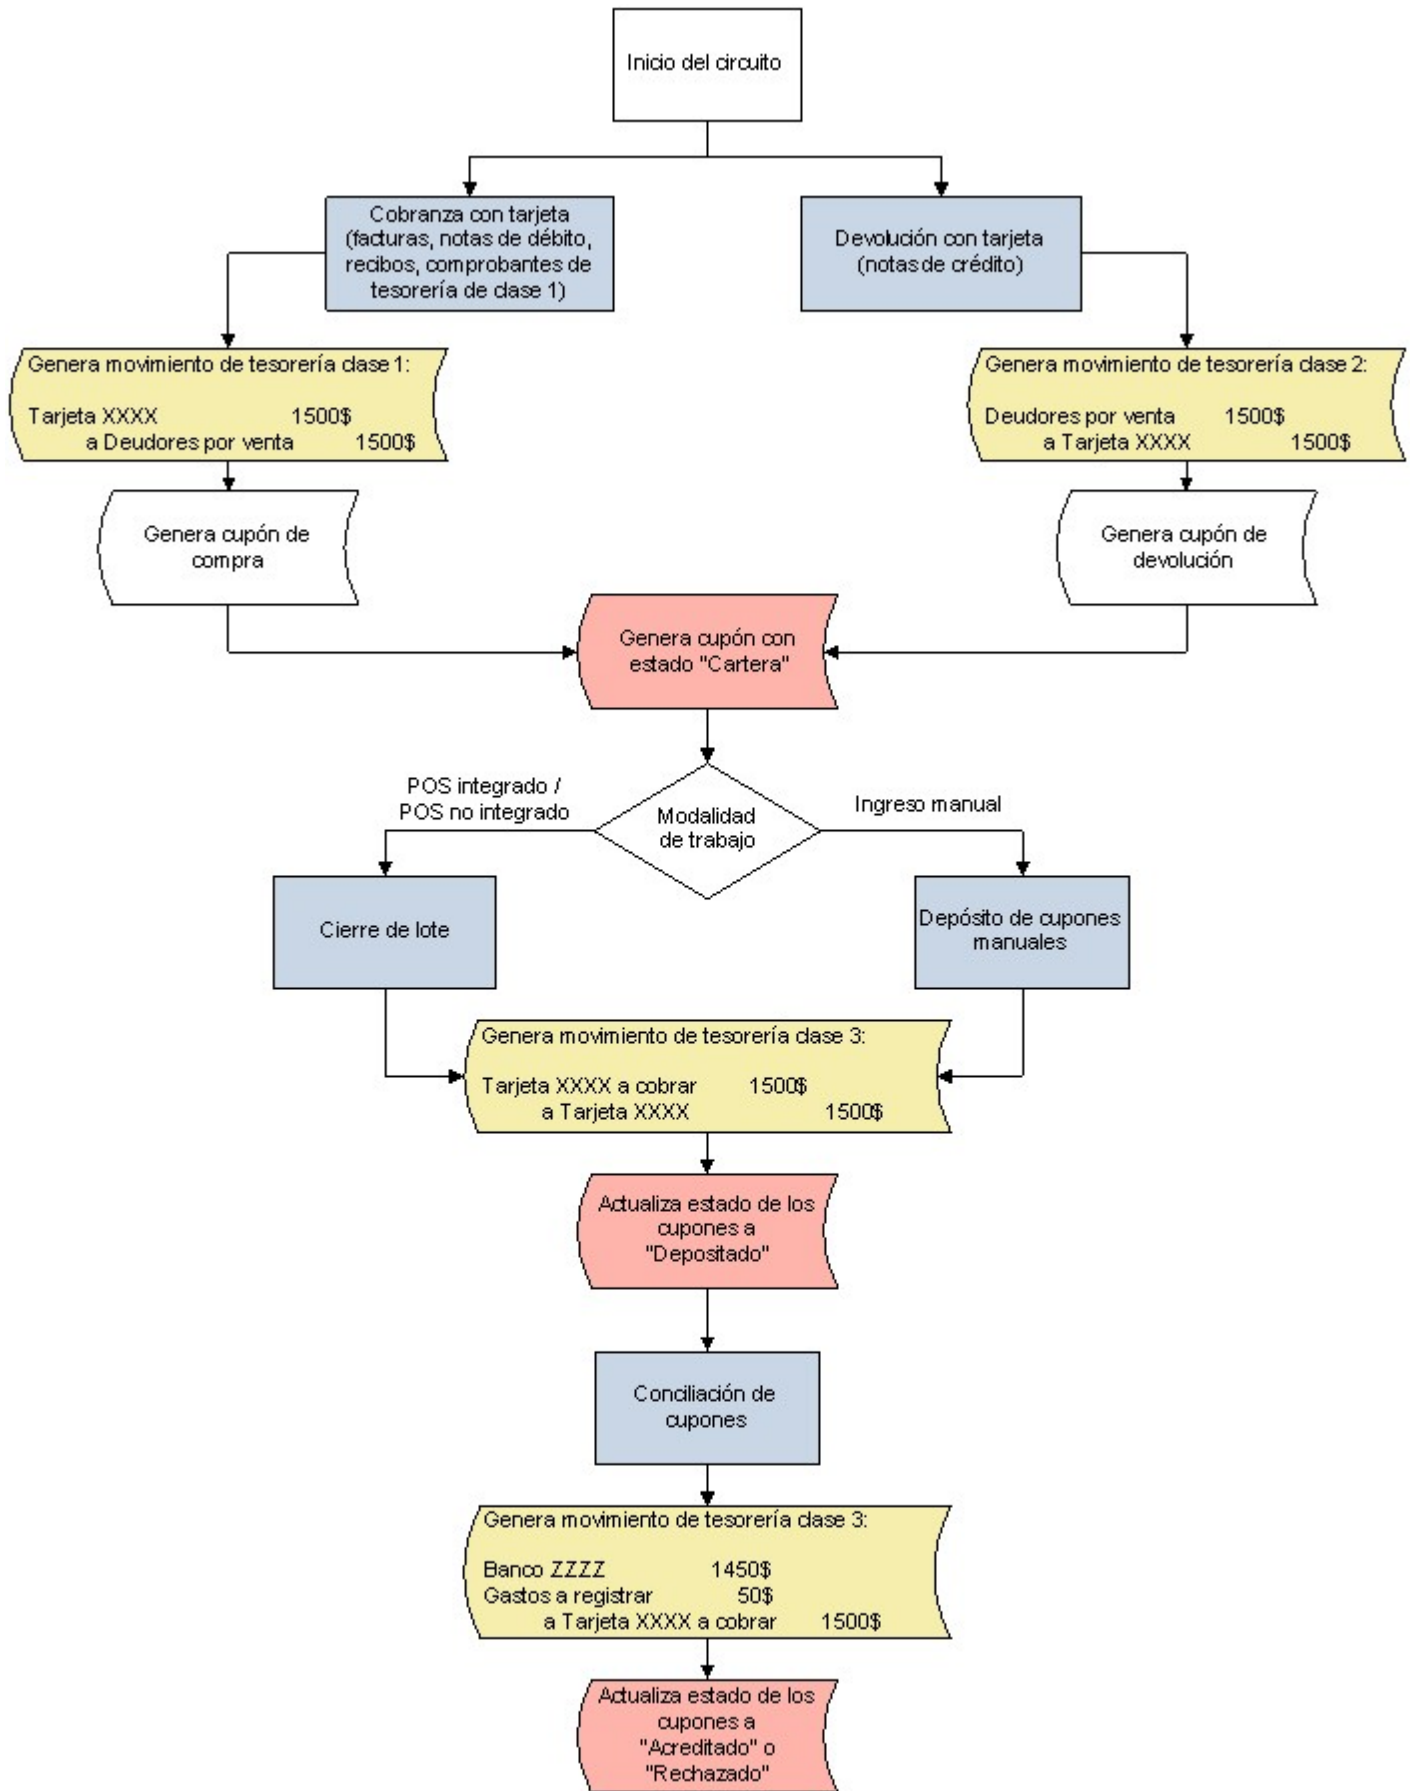 Inicio del circuito
Cobranza con tarjeta
(facturas, notas de débito,
recibos, comprobantes de
tesorería de clase 1)
Devolución con tarjeta
(notas de crédito)
Genera movimiento de tesorería clase 1:
Tarjeta XXXX 1500$
a Deudores por venta 1500$
Genera movimiento de tesorería clase 2:
Deudores por venta 1500$
a Tarjeta XXXX 1500$
Genera cupón de
compra
Genera cupón de
devolución
Genera cupón con
estado "Cartera"
POS integrado /
POS no integrado
Modalidad
de trabajo
Ingreso manual
Cierre de lote
Depósito de cupones
manuales
Genera movimiento de tesorería clase 3:
Tarjeta XXXX a cobrar 1500$
a Tarjeta XXXX 1500$
Actualiza estado de los
cupones a
"Depositado"
Conciliación de
cupones
Genera movimiento de tesorería clase 3:
Banco ZZZZ 1450$
Gastos a registrar 50$
a Tarjeta XXXX a cobrar 1500$
Actualiza estado de los
cupones a
"Acreditado" o
"Rechazado"